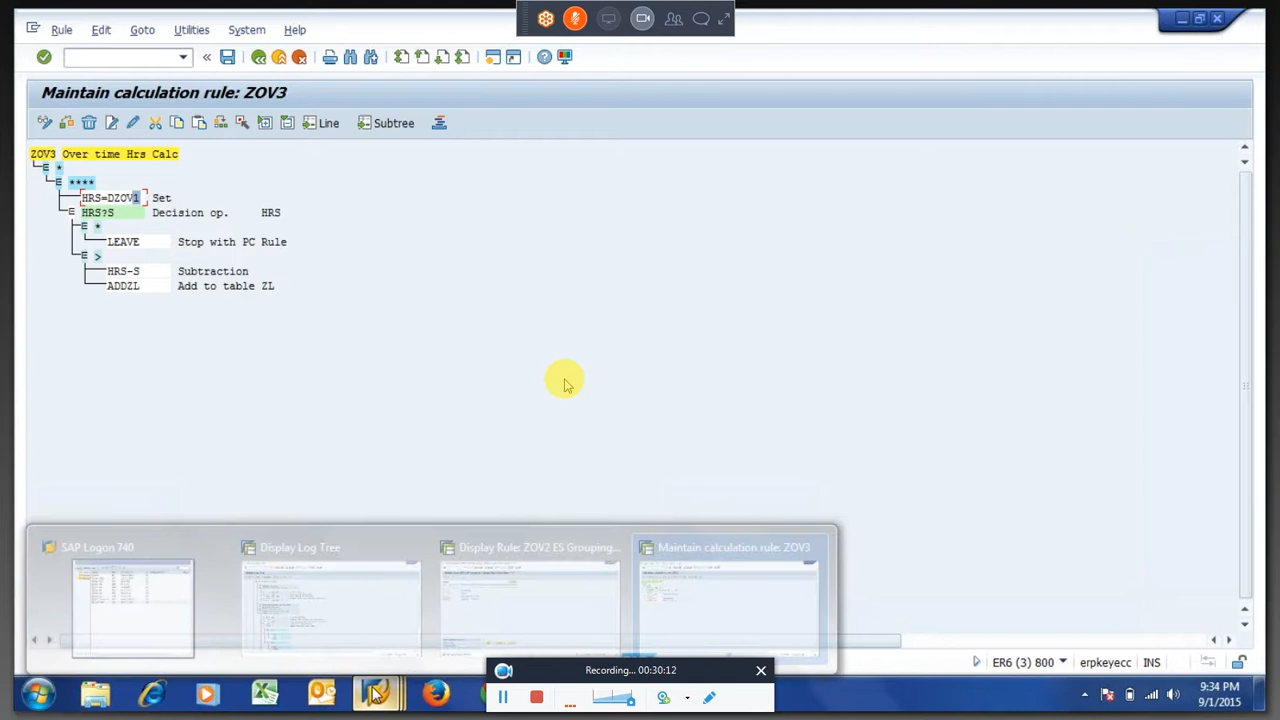 Rule Edit Goto Utilities System Help
Maintain calculation rule: ZOV3
Line Subtree
ZOV3 Over time Hrs Calc
*
****
HRS=DZOV1 Set
HRS?S Decision op. HRS
*
LEAVE Stop with PC Rule
>
HRS-S Subtraction
ADDZL Add to table ZL
SAP Logon 740 Display Log Tree Display Rule: ZOV2 ES Grouping... Maintain calculation rule: ZOV3
ER6 (3) 800 erpkeyecc INS
Recording... 00:30:12
9:34 PM
9/1/2015